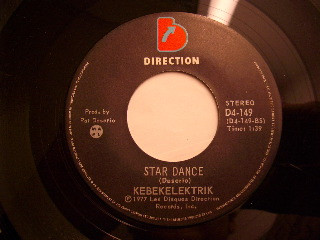 DIRECTION
Prod. by
Pat Deserio
STEREO
D4-149
(D4-149-BS)
Time: 1:39
STAR DANCE
(Deserio)
KEBEKELEKTRIK
Ⓟ 1977 Les Disques Direction
Records, Inc.